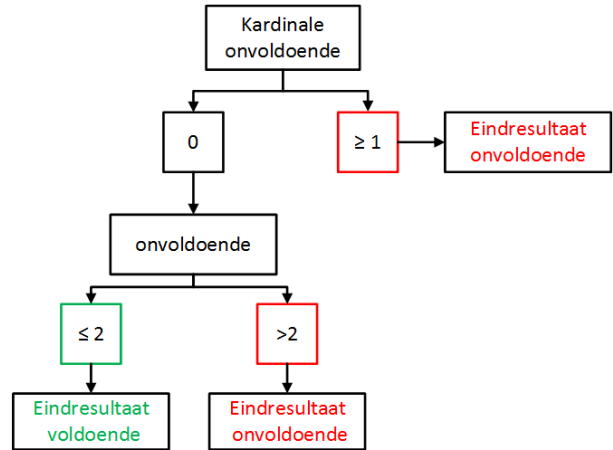 Kardinale
onvoldoende
0
≥ 1
Eindresultaat
onvoldoende
onvoldoende
≤ 2
>2
Eindresultaat
voldoende
Eindresultaat
onvoldoende